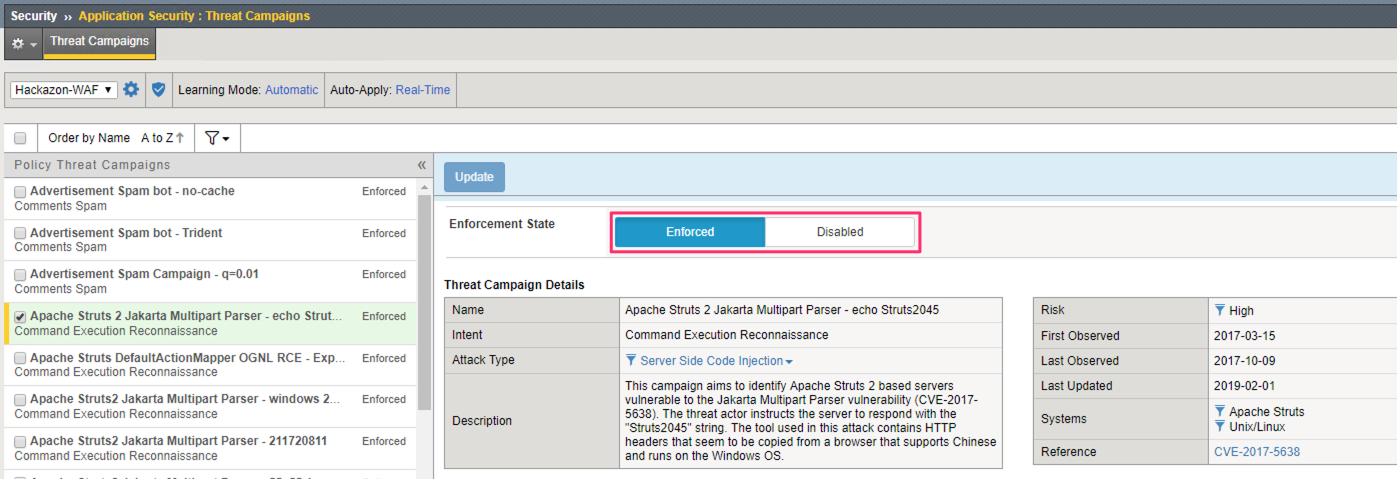 Security ›› Application Security : Threat Campaigns
Threat Campaigns
Hackazon-WAF Learning Mode: Automatic Auto-Apply: Real-Time
Order by Name A to Z
Policy Threat Campaigns
Advertisement Spam bot - no-cache Enforced
Comments Spam
Advertisement Spam bot - Trident Enforced
Comments Spam
Advertisement Spam Campaign - q=0.01 Enforced
Comments Spam
Apache Struts 2 Jakarta Multipart Parser - echo Strut... Enforced
Command Execution Reconnaissance
Apache Struts DefaultActionMapper OGNL RCE - Exp... Enforced
Command Execution Reconnaissance
Apache Struts2 Jakarta Multipart Parser - windows 2... Enforced
Command Execution Reconnaissance
Apache Struts2 Jakarta Multipart Parser - 211720811 Enforced
Command Execution Reconnaissance
Update
Enforcement State Enforced Disabled
Threat Campaign Details
Name Apache Struts 2 Jakarta Multipart Parser - echo Struts2045
Intent Command Execution Reconnaissance
Attack Type Server Side Code Injection
Description
This campaign aims to identify Apache Struts 2 based servers
vulnerable to the Jakarta Multipart Parser vulnerability (CVE-2017-
5638). The threat actor instructs the server to respond with the
"Struts2045" string. The tool used in this attack contains HTTP
headers that seem to be copied from a browser that supports Chinese
and runs on the Windows OS.
Risk High
First Observed 2017-03-15
Last Observed 2017-10-09
Last Updated 2019-02-01
Systems Apache Struts
Unix/Linux
Reference CVE-2017-5638